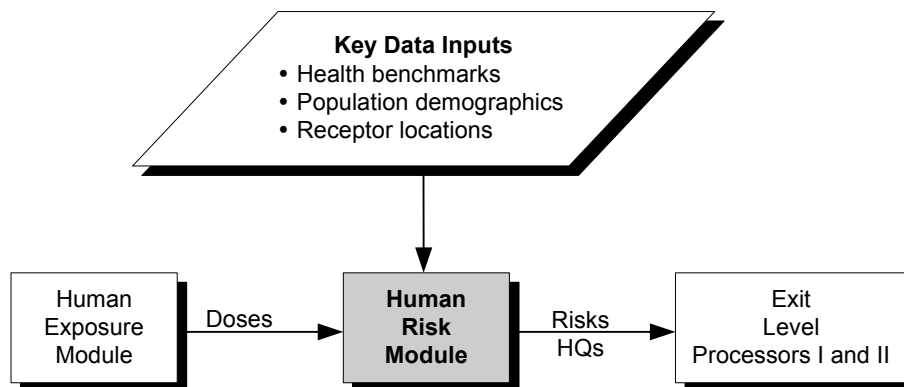 Key Data Inputs
• Health benchmarks
• Population demographics
• Receptor locations
Human
Exposure
Module
Doses
Human
Risk
Module
Risks
HQs
Exit
Level
Processors I and II